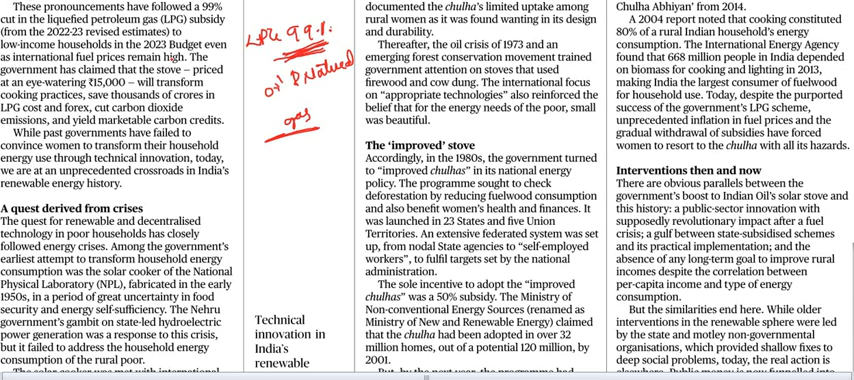 These pronouncements have followed a 99%
cut in the liquefied petroleum gas (LPG) subsidy
(from the 2022-23 revised estimates) to
low-income households in the 2023 Budget even
as international fuel prices remain high. The
government has claimed that the stove – priced
at an eye-watering ₹15,000 – will transform
cooking practices, save thousands of crores in
LPG cost and forex, cut carbon dioxide
emissions, and yield marketable carbon credits.
While past governments have failed to
convince women to transform their household
energy use through technical innovation, today,
we are at an unprecedented crossroads in India's
renewable energy history.
A quest derived from crises
The quest for renewable and decentralised
technology in poor households has closely
followed energy crises. Among the government's
earliest attempt to transform household energy
consumption was the solar cooker of the National
Physical Laboratory (NPL), fabricated in the early
1950s, in a period of great uncertainty in food
security and energy self-sufficiency. The Nehru
government's gambit on state-led hydroelectric
power generation was a response to this crisis,
but it failed to address the household energy
consumption of the rural poor.
The solar cooker was met with international
LPG 99%
oil & Natural
gas
Technical
innovation in
India's
renewable
documented the chulha's limited uptake among
rural women as it was found wanting in its design
and durability.
Thereafter, the oil crisis of 1973 and an
emerging forest conservation movement trained
government attention on stoves that used
firewood and cow dung. The international focus
on "appropriate technologies" also reinforced the
belief that for the energy needs of the poor, small
was beautiful.
The 'improved' stove
Accordingly, in the 1980s, the government turned
to "improved chulhas" in its national energy
policy. The programme sought to check
deforestation by reducing fuelwood consumption
and also benefit women's health and finances. It
was launched in 23 States and five Union
Territories. An extensive federated system was set
up, from nodal State agencies to "self-employed
workers", to fulfil targets set by the national
administration.
The sole incentive to adopt the "improved
chulhas" was a 50% subsidy. The Ministry of
Non-conventional Energy Sources (renamed as
Ministry of New and Renewable Energy) claimed
that the chulha had been adopted in over 32
million homes, out of a potential 120 million, by
2001.
But, by the next year, the programme had
Chulha Abhiyan' from 2014.
A 2004 report noted that cooking constituted
80% of a rural Indian household's energy
consumption. The International Energy Agency
found that 668 million people in India depended
on biomass for cooking and lighting in 2013,
making India the largest consumer of fuelwood
for household use. Today, despite the purported
success of the government's LPG scheme,
unprecedented inflation in fuel prices and the
gradual withdrawal of subsidies have forced
women to resort to the chulha with all its hazards.
Interventions then and now
There are obvious parallels between the
government's boost to Indian Oil's solar stove and
this history: a public-sector innovation with
supposedly revolutionary impact after a fuel
crisis; a gulf between state-subsidised schemes
and its practical implementation; and the
absence of any long-term goal to improve rural
incomes despite the correlation between
per-capita income and type of energy
consumption.
But the similarities end here. While older
interventions in the renewable sphere were led
by the state and motley non-governmental
organisations, which provided shallow fixes to
deep social problems, today, the real action is
elsewhere. Public money is now funnelled into